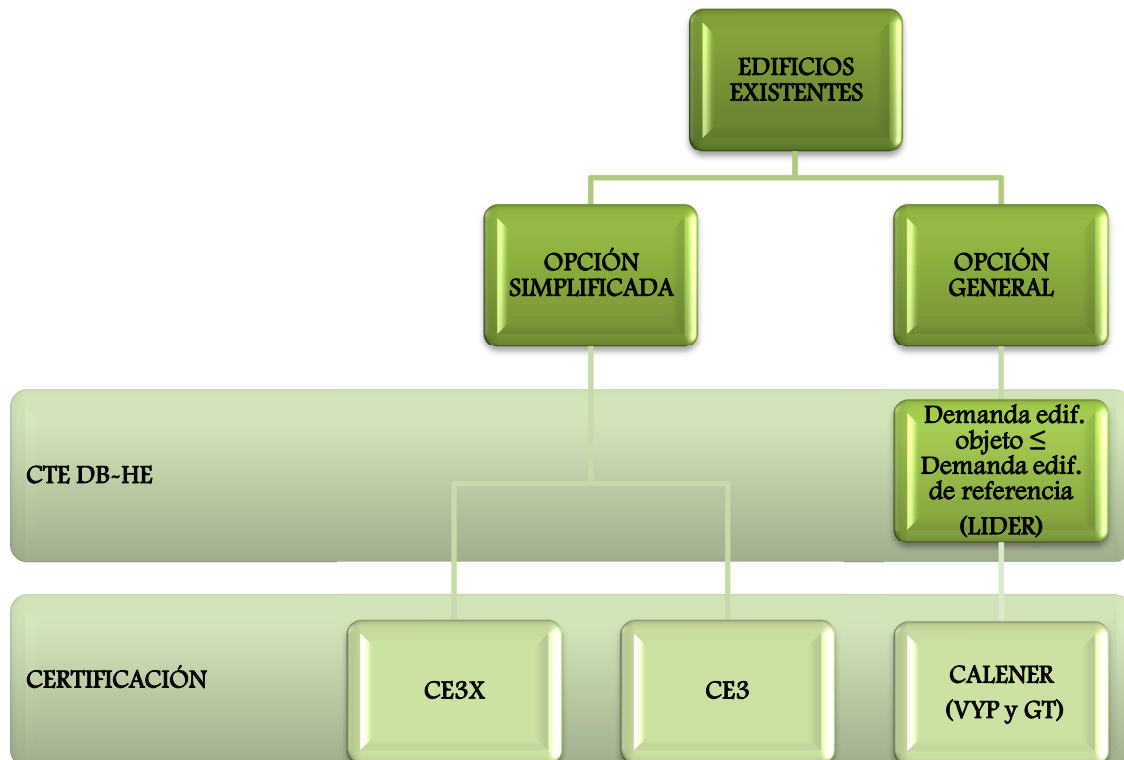 EDIFICIOS
EXISTENTES
OPCIÓN
SIMPLIFICADA
OPCIÓN
GENERAL
CTE DB-HE
Demanda edif.
objeto ≤
Demanda edif.
de referencia
(LIDER)
CERTIFICACIÓN
CE3X
CE3
CALENER
(VYP y GT)